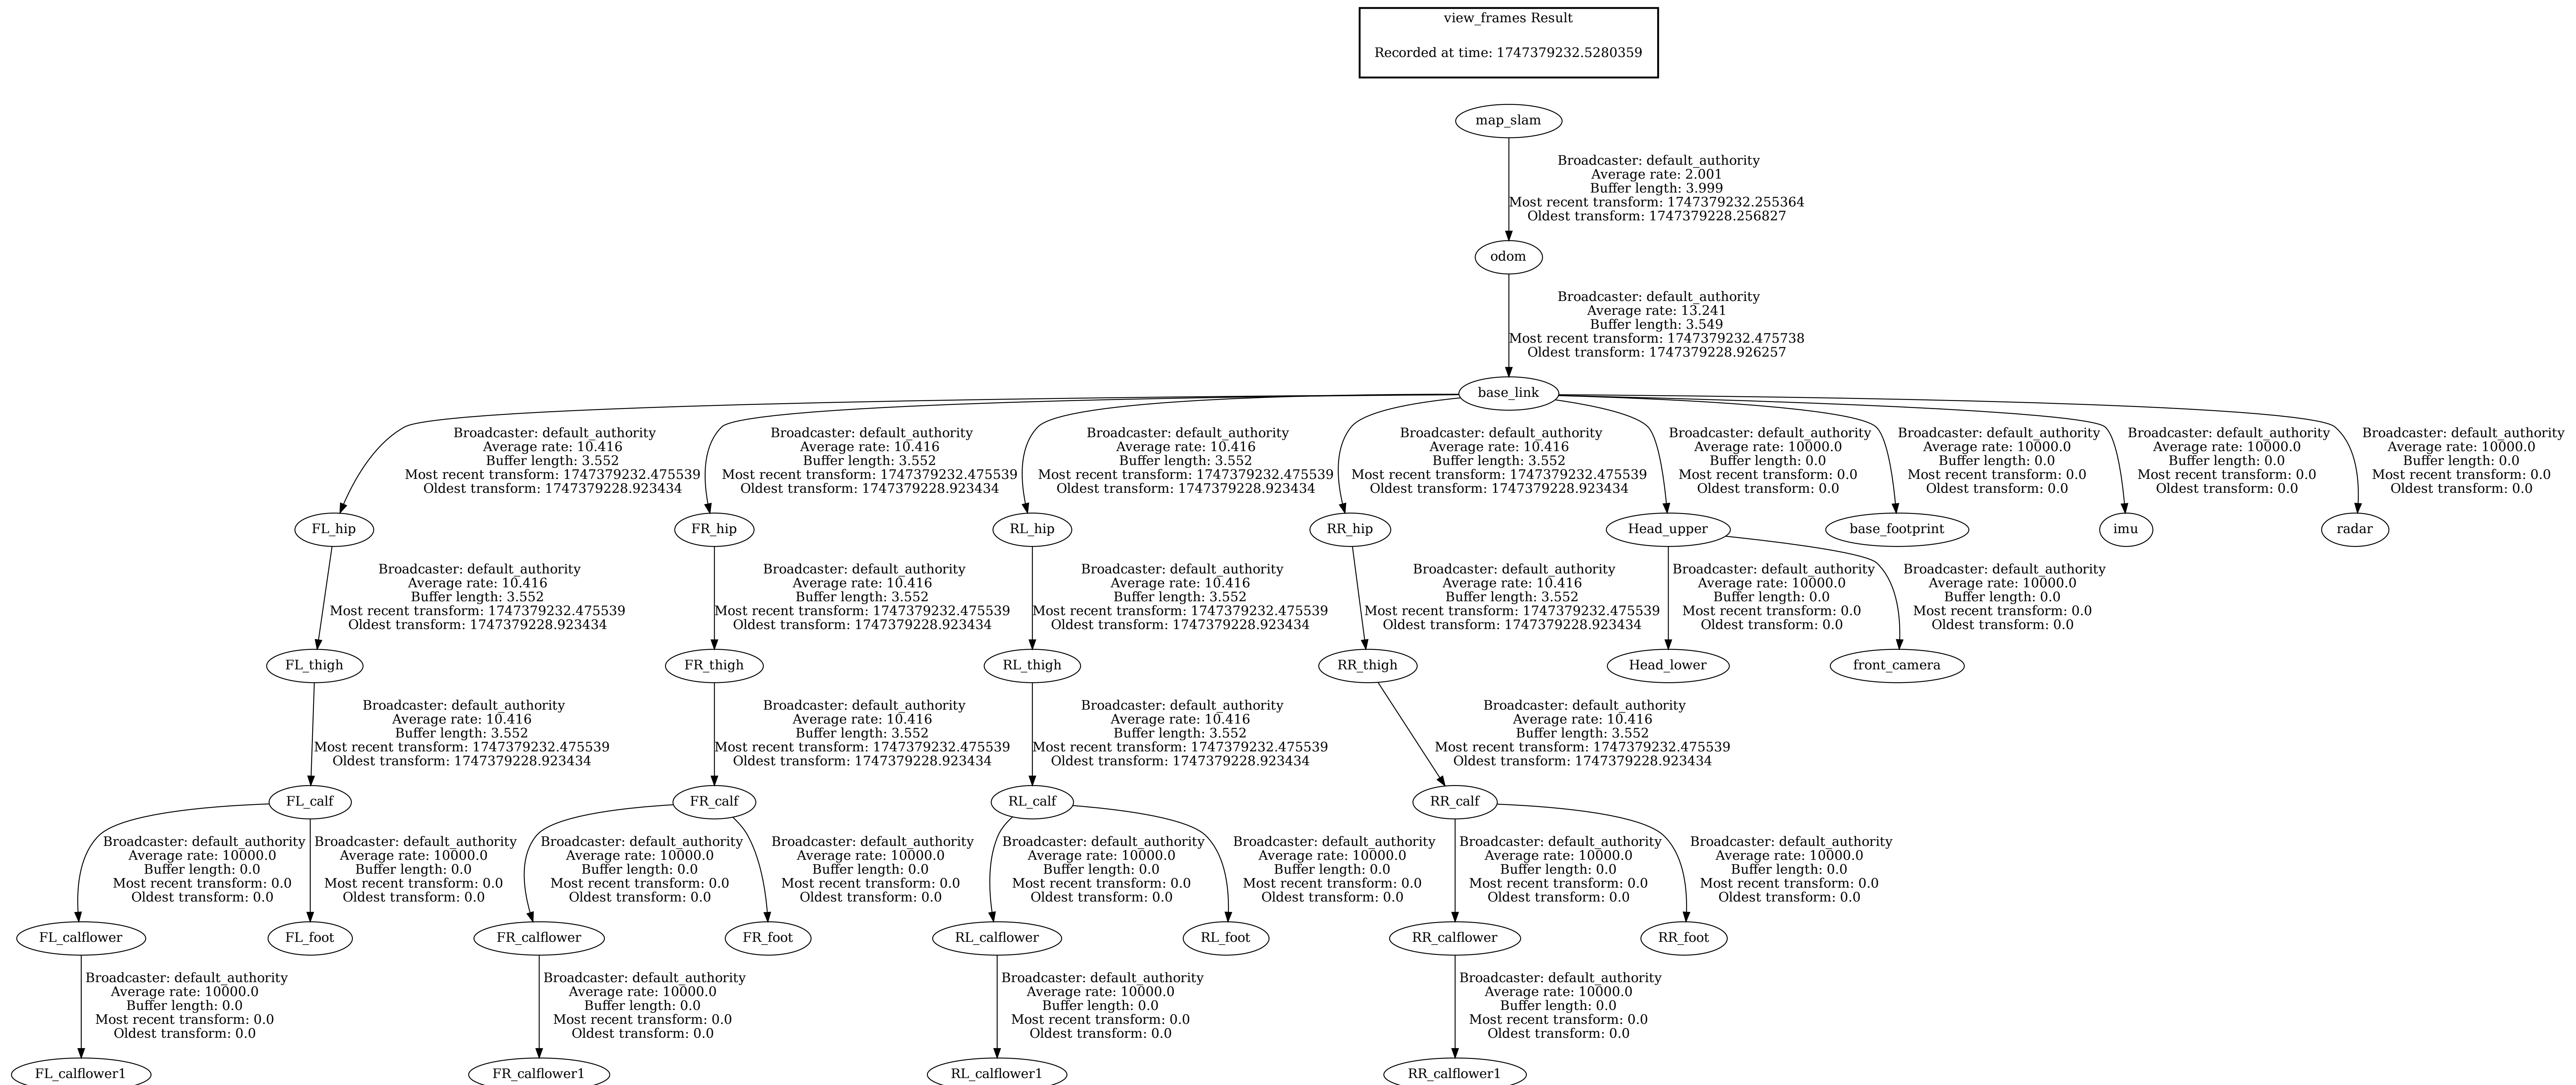 view_frames Result
Recorded at time: 1747379232.5280359
map_slam
Broadcaster: default_authority
Average rate: 2.001
Buffer length: 3.999
Most recent transform: 1747379232.255364
Oldest transform: 1747379228.256827
odom
Broadcaster: default_authority
Average rate: 13.241
Buffer length: 3.549
Most recent transform: 1747379232.475738
Oldest transform: 1747379228.926257
base_link
Broadcaster: default_authority
Average rate: 10.416
Buffer length: 3.552
Most recent transform: 1747379232.475539
Oldest transform: 1747379228.923434
Broadcaster: default_authority
Average rate: 10.416
Buffer length: 3.552
Most recent transform: 1747379232.475539
Oldest transform: 1747379228.923434
Broadcaster: default_authority
Average rate: 10.416
Buffer length: 3.552
Most recent transform: 1747379232.475539
Oldest transform: 1747379228.923434
Broadcaster: default_authority
Average rate: 10.416
Buffer length: 3.552
Most recent transform: 1747379232.475539
Oldest transform: 1747379228.923434
Broadcaster: default_authority
Average rate: 10000.0
Buffer length: 0.0
Most recent transform: 0.0
Oldest transform: 0.0
Broadcaster: default_authority
Average rate: 10000.0
Buffer length: 0.0
Most recent transform: 0.0
Oldest transform: 0.0
Broadcaster: default_authority
Average rate: 10000.0
Buffer length: 0.0
Most recent transform: 0.0
Oldest transform: 0.0
Broadcaster: default_authority
Average rate: 10000.0
Buffer length: 0.0
Most recent transform: 0.0
Oldest transform: 0.0
FL_hip
FR_hip
RL_hip
RR_hip
Head_upper
base_footprint
imu
radar
Broadcaster: default_authority
Average rate: 10.416
Buffer length: 3.552
Most recent transform: 1747379232.475539
Oldest transform: 1747379228.923434
Broadcaster: default_authority
Average rate: 10.416
Buffer length: 3.552
Most recent transform: 1747379232.475539
Oldest transform: 1747379228.923434
Broadcaster: default_authority
Average rate: 10.416
Buffer length: 3.552
Most recent transform: 1747379232.475539
Oldest transform: 1747379228.923434
Broadcaster: default_authority
Average rate: 10.416
Buffer length: 3.552
Most recent transform: 1747379232.475539
Oldest transform: 1747379228.923434
Broadcaster: default_authority
Average rate: 10000.0
Buffer length: 0.0
Most recent transform: 0.0
Oldest transform: 0.0
Broadcaster: default_authority
Average rate: 10000.0
Buffer length: 0.0
Most recent transform: 0.0
Oldest transform: 0.0
FL_thigh
FR_thigh
RL_thigh
RR_thigh
Head_lower
front_camera
Broadcaster: default_authority
Average rate: 10.416
Buffer length: 3.552
Most recent transform: 1747379232.475539
Oldest transform: 1747379228.923434
Broadcaster: default_authority
Average rate: 10.416
Buffer length: 3.552
Most recent transform: 1747379232.475539
Oldest transform: 1747379228.923434
Broadcaster: default_authority
Average rate: 10.416
Buffer length: 3.552
Most recent transform: 1747379232.475539
Oldest transform: 1747379228.923434
Broadcaster: default_authority
Average rate: 10.416
Buffer length: 3.552
Most recent transform: 1747379232.475539
Oldest transform: 1747379228.923434
FL_calf
FR_calf
RL_calf
RR_calf
Broadcaster: default_authority
Average rate: 10000.0
Buffer length: 0.0
Most recent transform: 0.0
Oldest transform: 0.0
Broadcaster: default_authority
Average rate: 10000.0
Buffer length: 0.0
Most recent transform: 0.0
Oldest transform: 0.0
Broadcaster: default_authority
Average rate: 10000.0
Buffer length: 0.0
Most recent transform: 0.0
Oldest transform: 0.0
Broadcaster: default_authority
Average rate: 10000.0
Buffer length: 0.0
Most recent transform: 0.0
Oldest transform: 0.0
Broadcaster: default_authority
Average rate: 10000.0
Buffer length: 0.0
Most recent transform: 0.0
Oldest transform: 0.0
Broadcaster: default_authority
Average rate: 10000.0
Buffer length: 0.0
Most recent transform: 0.0
Oldest transform: 0.0
Broadcaster: default_authority
Average rate: 10000.0
Buffer length: 0.0
Most recent transform: 0.0
Oldest transform: 0.0
Broadcaster: default_authority
Average rate: 10000.0
Buffer length: 0.0
Most recent transform: 0.0
Oldest transform: 0.0
FL_calflower
FL_foot
FR_calflower
FR_foot
RL_calflower
RL_foot
RR_calflower
RR_foot
Broadcaster: default_authority
Average rate: 10000.0
Buffer length: 0.0
Most recent transform: 0.0
Oldest transform: 0.0
Broadcaster: default_authority
Average rate: 10000.0
Buffer length: 0.0
Most recent transform: 0.0
Oldest transform: 0.0
Broadcaster: default_authority
Average rate: 10000.0
Buffer length: 0.0
Most recent transform: 0.0
Oldest transform: 0.0
Broadcaster: default_authority
Average rate: 10000.0
Buffer length: 0.0
Most recent transform: 0.0
Oldest transform: 0.0
FL_calflower1
FR_calflower1
RL_calflower1
RR_calflower1